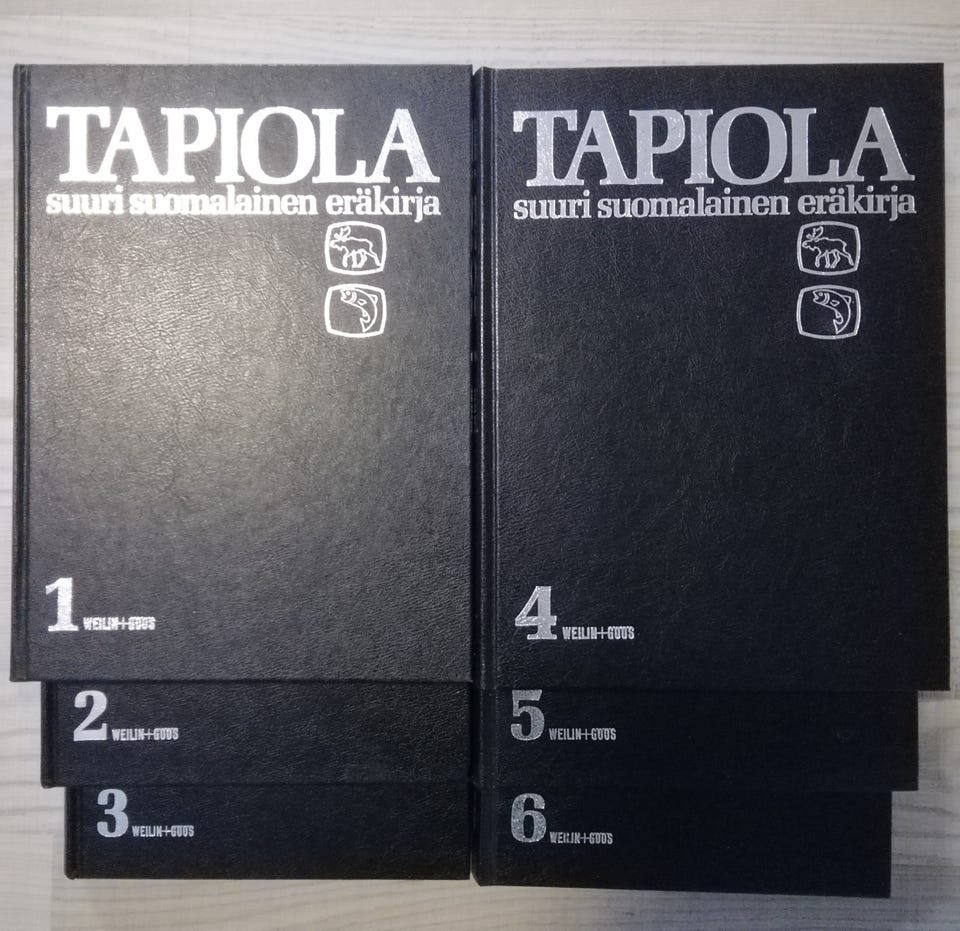 TAPIOLA
suuri suomalainen eräkirja
1 WEILIN+GÖÖS
2 WEILIN+GÖÖS
3 WEILIN+GÖÖS
TAPIOLA
suuri suomalainen eräkirja
4 WEILIN+GÖÖS
5 WEILIN+GÖÖS
6 WEILIN+GÖÖS